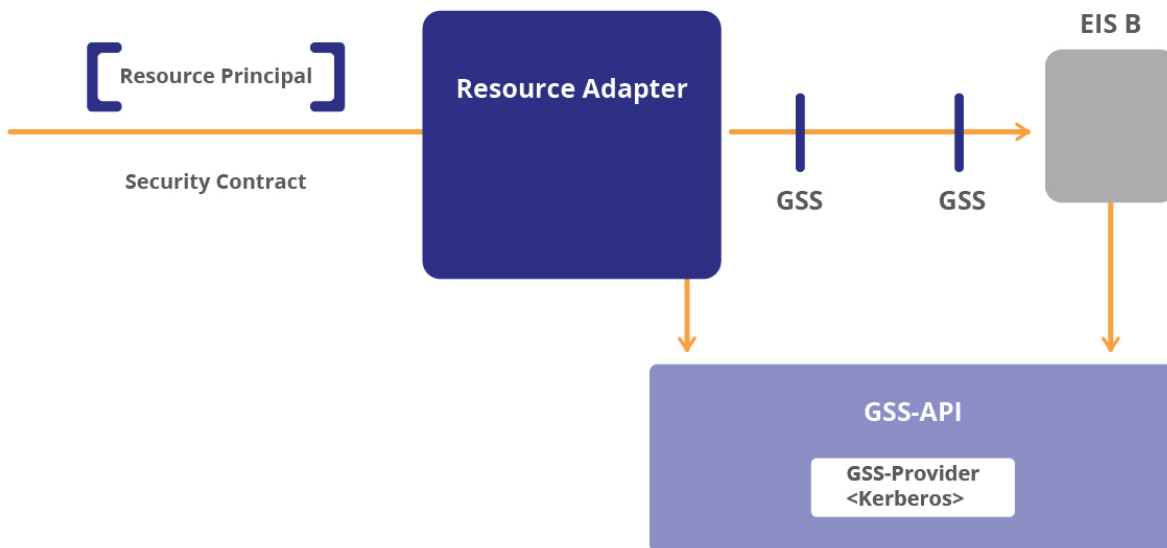 EIS B
Resource Principal
Resource Adapter
Security Contract
GSS
GSS
GSS-API
GSS-Provider
<Kerberos>